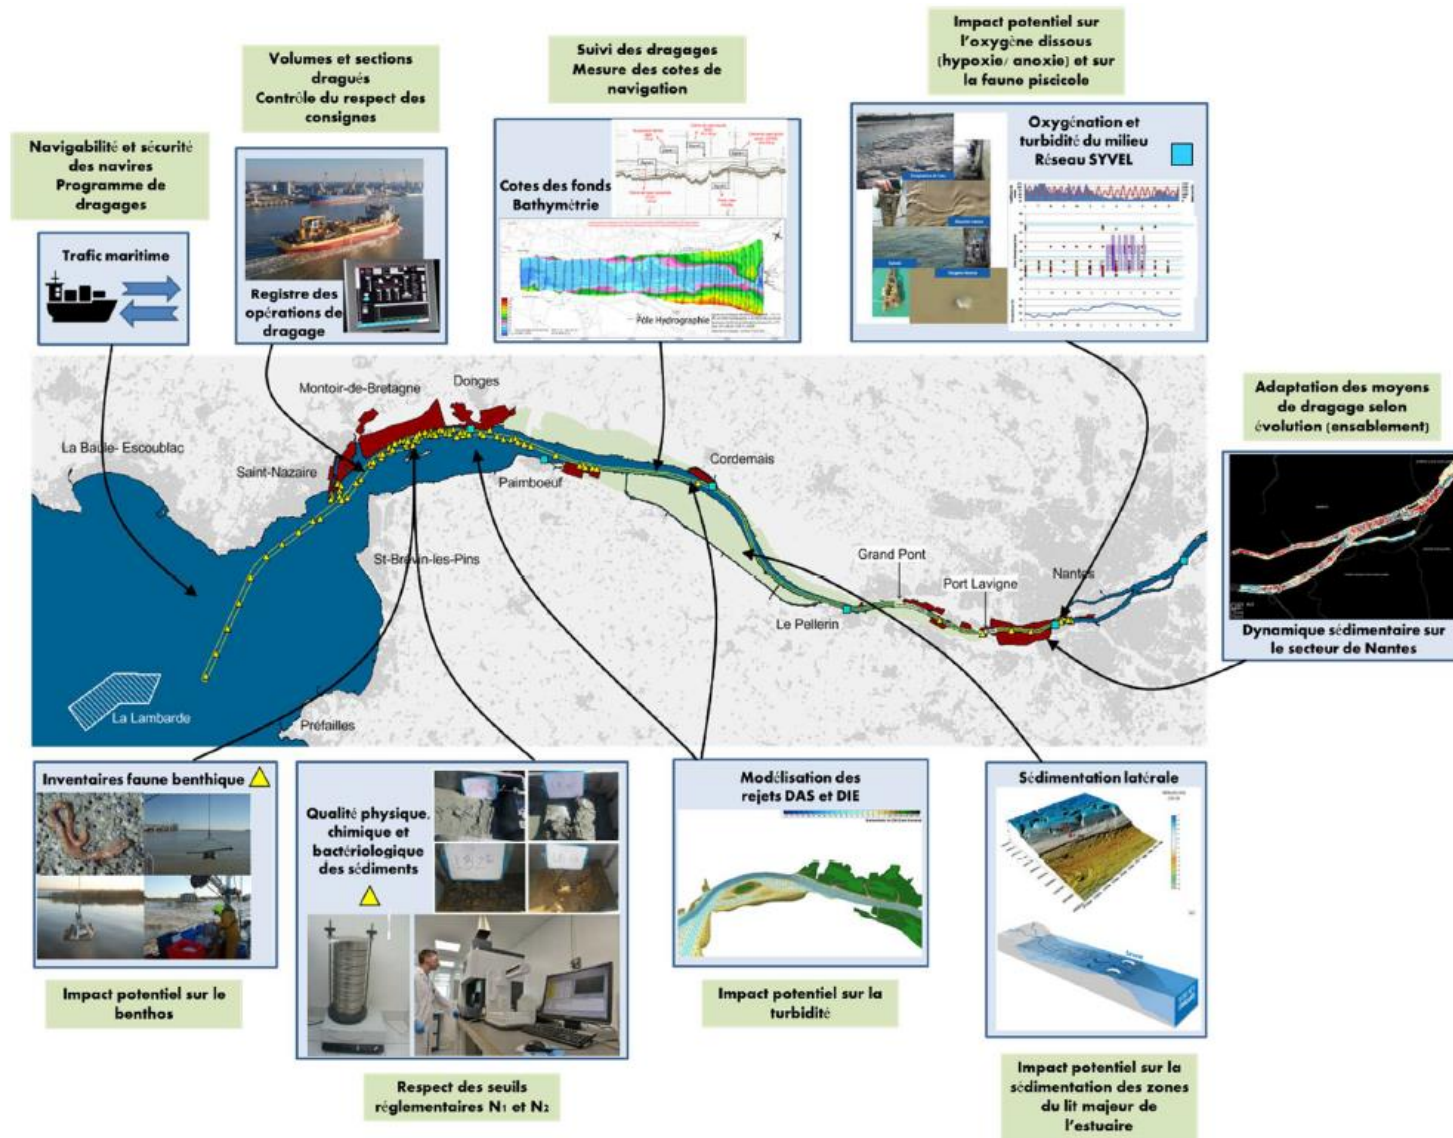 Impact potentiel sur
l'oxygène dissous
(hypoxie/ anoxie) et sur
la faune piscicole
Suivi des dragages
Mesure des cotes de
navigation
Volumes et sections
dragués
Contrôle du respect des
consignes
Navigabilité et sécurité
des navires
Programme de
dragages
Trafic maritime
Registre des
opérations de
dragage
Cotes des fonds
Bathymétrie
Pôle Hydrographie
Oxygénation et
turbidité du milieu
Réseau SYVEL
Adaptation des moyens
de dragage selon
évolution (ensablement)
Dynamique sédimentaire sur
le secteur de Nantes
Montoir-de-Bretagne
Donges
La Baule- Escoublac
Saint-Nazaire
Cordemais
Paimboeuf
St-Brévin-les-Pins
Grand Pont
Port Lavigne
Nantes
Le Pellerin
La Lambarde
Préfailles
Inventaires faune benthique
Qualité physique,
chimique et
bactériologique
des sédiments
Modélisation des
rejets DAS et DIE
Sédimentation latérale
Impact potentiel sur le
benthos
Impact potentiel sur la
turbidité
Respect des seuils
réglementaires N1 et N2
Impact potentiel sur la
sédimentation des zones
du lit majeur de
l'estuaire